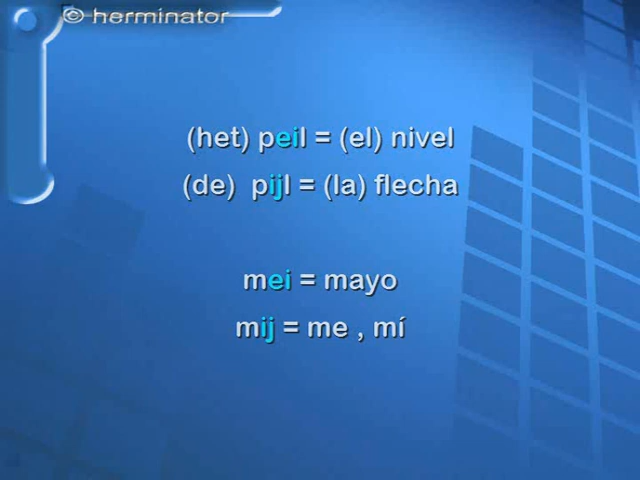 © herminator
(het) peil = (el) nivel
(de) pijl = (la) flecha
mei = mayo
mij = me , mí